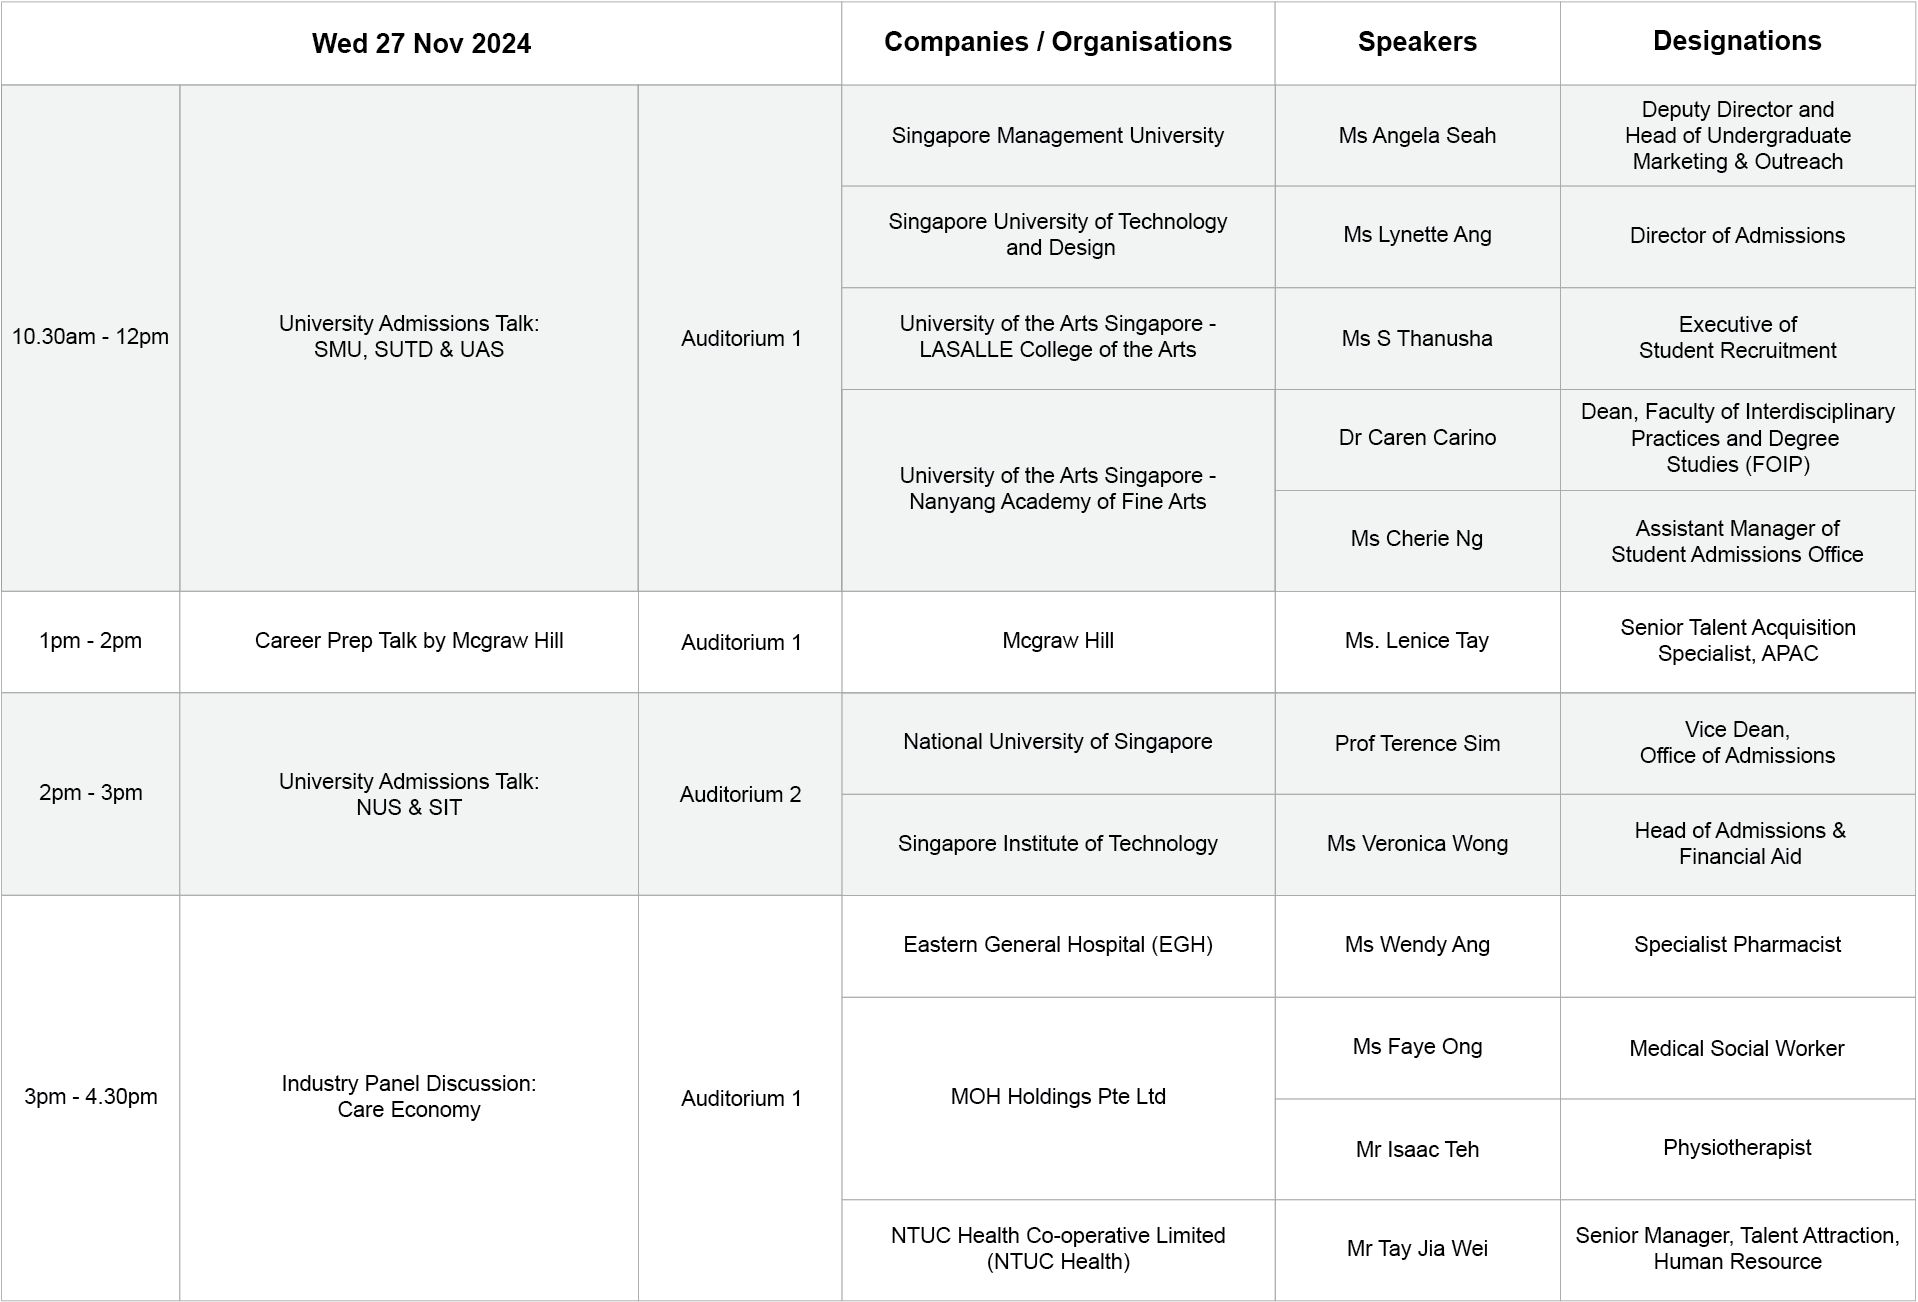 Wed 27 Nov 2024
Companies / Organisations
Speakers
Designations
10.30am - 12pm
University Admissions Talk:
SMU, SUTD & UAS
Auditorium 1
Singapore Management University
Ms Angela Seah
Deputy Director and
Head of Undergraduate
Marketing & Outreach
Singapore University of Technology
and Design
Ms Lynette Ang
Director of Admissions
University of the Arts Singapore -
LASALLE College of the Arts
Ms S Thanusha
Executive of
Student Recruitment
University of the Arts Singapore -
Nanyang Academy of Fine Arts
Dr Caren Carino
Dean, Faculty of Interdisciplinary
Practices and Degree
Studies (FOIP)
Ms Cherie Ng
Assistant Manager of
Student Admissions Office
1pm - 2pm
Career Prep Talk by Mcgraw Hill
Auditorium 1
Mcgraw Hill
Ms. Lenice Tay
Senior Talent Acquisition
Specialist, APAC
2pm - 3pm
University Admissions Talk:
NUS & SIT
Auditorium 2
National University of Singapore
Prof Terence Sim
Vice Dean,
Office of Admissions
Singapore Institute of Technology
Ms Veronica Wong
Head of Admissions &
Financial Aid
3pm - 4.30pm
Industry Panel Discussion:
Care Economy
Auditorium 1
Eastern General Hospital (EGH)
Ms Wendy Ang
Specialist Pharmacist
MOH Holdings Pte Ltd
Ms Faye Ong
Medical Social Worker
Mr Isaac Teh
Physiotherapist
NTUC Health Co-operative Limited
(NTUC Health)
Mr Tay Jia Wei
Senior Manager, Talent Attraction,
Human Resource